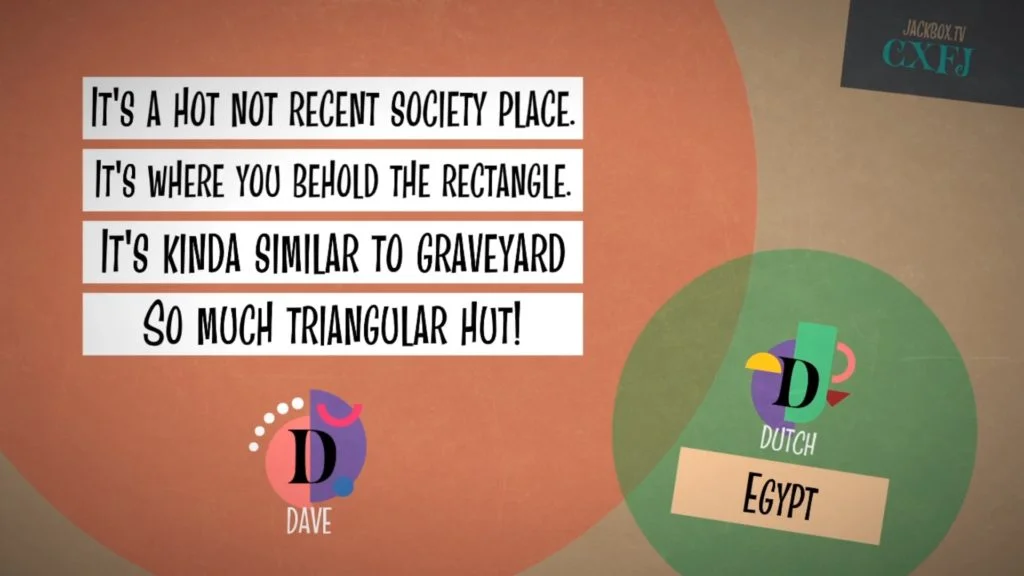 JACKBOX.TV
CXFJ
IT'S A HOT NOT RECENT SOCIETY PLACE.
IT'S WHERE YOU BEHOLD THE RECTANGLE.
IT'S KINDA SIMILAR TO GRAVEYARD
SO MUCH TRIANGULAR HUT!
D
DAVE
D
DUTCH
EGYPT